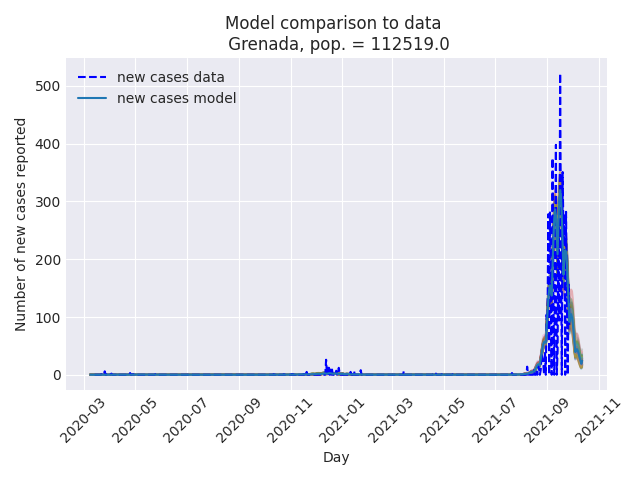 Model comparison to data
Grenada, pop. = 112519.0
new cases data
new cases model
Number of new cases reported
500
400
300
200
100
0
2020-03
2020-05
2020-07
2020-09
2020-11
2021-01
2021-03
2021-05
2021-07
2021-09
2021-11
Day